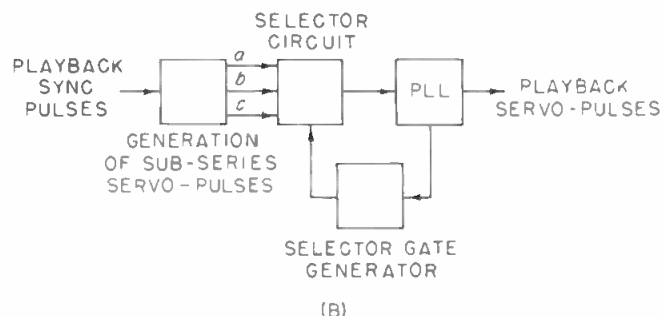 SELECTOR
CIRCUIT
PLAYBACK
SYNC
PULSES
a
b
c
GENERATION
OF SUB-SERIES
SERVO-PULSES
PLL
PLAYBACK
SERVO-PULSES
SELECTOR GATE
GENERATOR
(B)